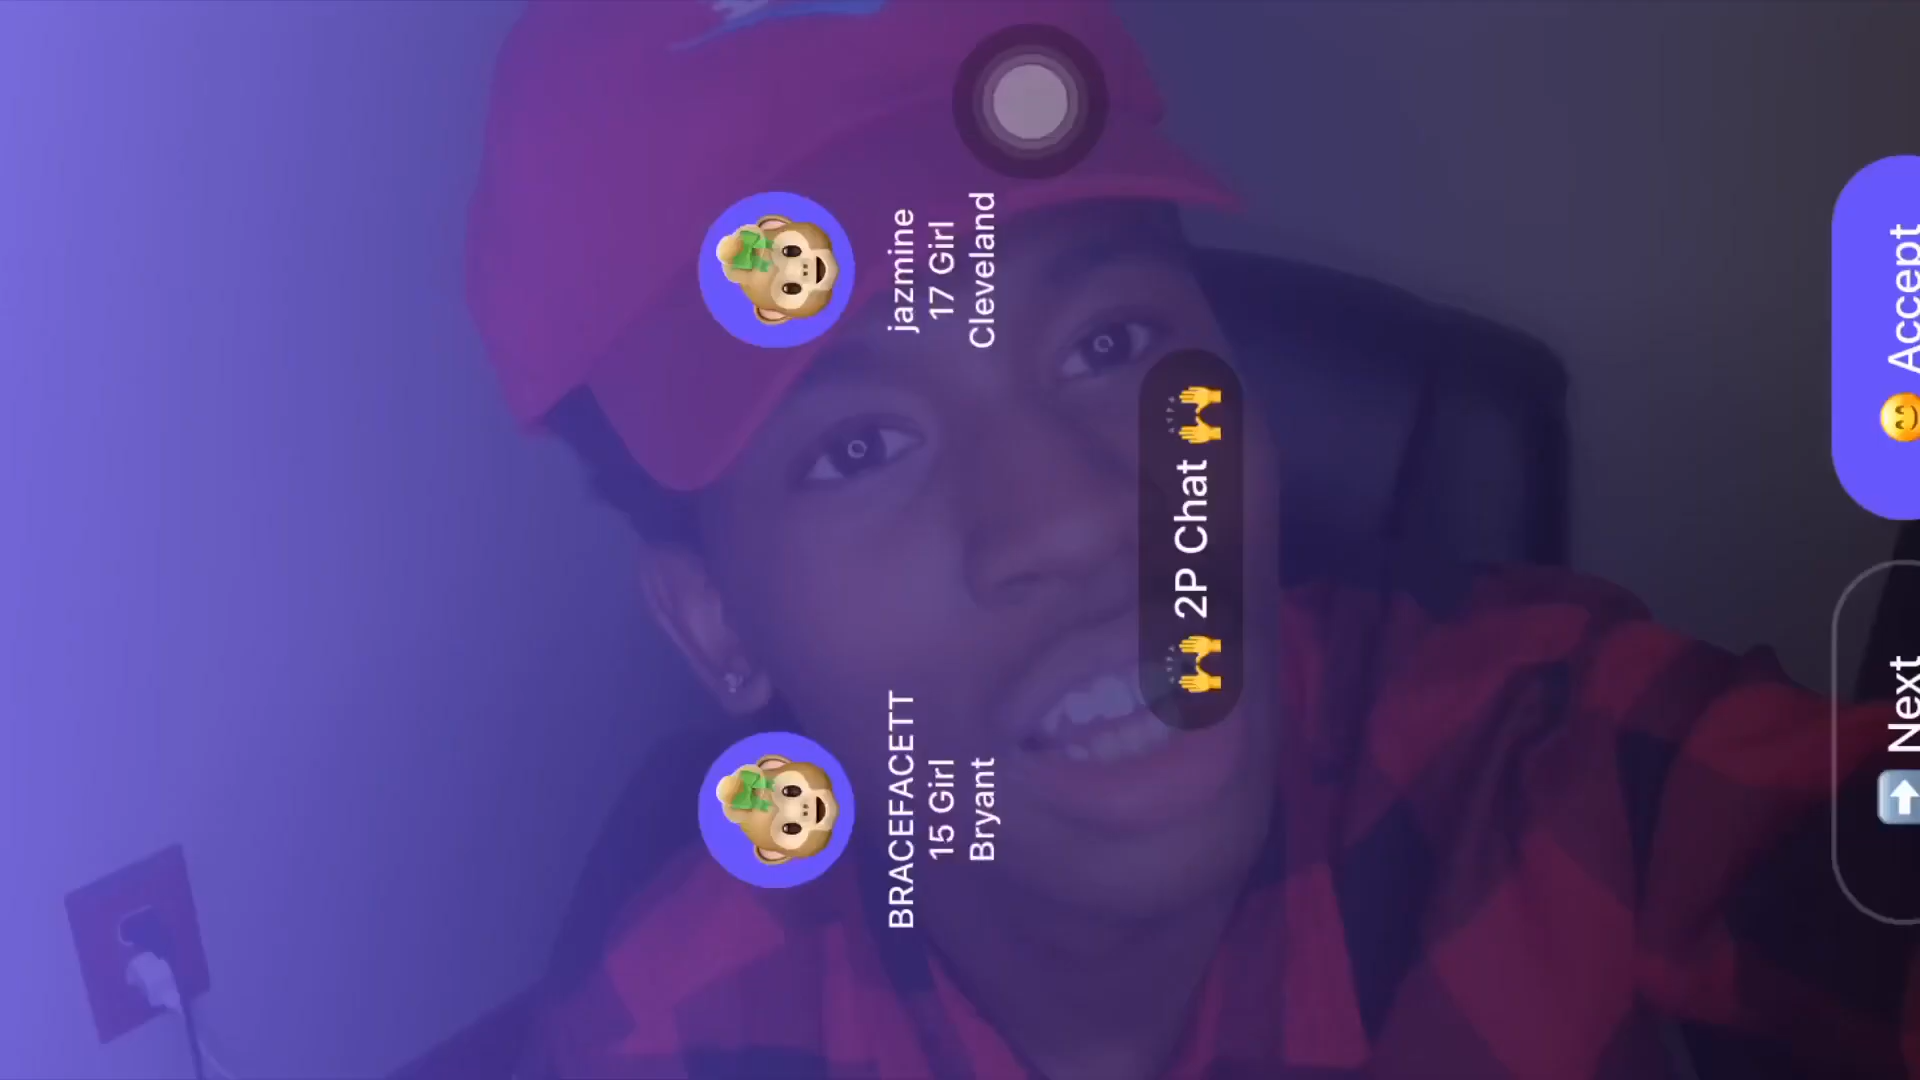 jazmine
17 Girl
Cleveland
BRACEFACETT
15 Girl
Bryant
🙌 2P Chat 🙌
😊 Accept
➡️ Next